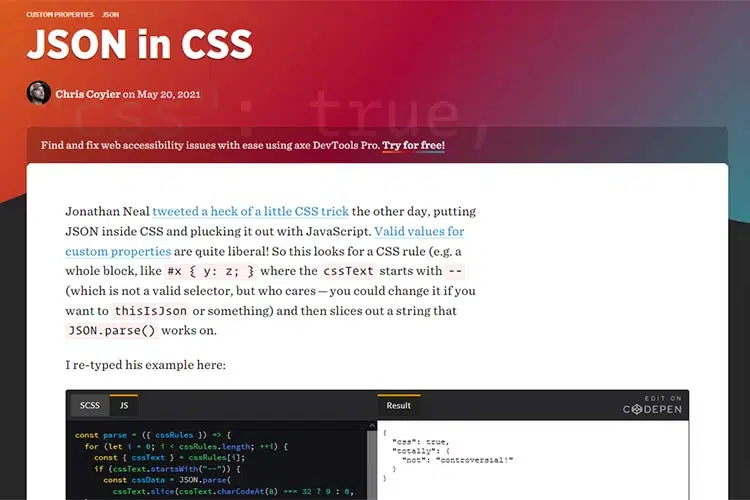 CUSTOM PROPERTIES JSON
JSON in CSS
Chris Coyier on May 20, 2021
css": true,
Find and fix web accessibility issues with ease using axe DevTools Pro. Try for free!
Jonathan Neal tweeted a heck of a little CSS trick the other day, putting
JSON inside CSS and plucking it out with JavaScript. Valid values for
custom properties are quite liberal! So this looks for a CSS rule (e.g. a
whole block, like #x { y: z; } where the cssText starts with --
(which is not a valid selector, but who cares — you could change it if you
want to thisIsJson or something) and then slices out a string that
JSON.parse() works on.
I re-typed his example here:
SCSS JS Result
EDIT ON
CODEPEN
const parse = ({ cssRules }) => {
for (let i = 0; i < cssRules.length; ++i) {
const { cssText } = cssRules[i];
if (cssText.startsWith("--")) {
const cssData = JSON.parse(
cssText.slice(cssText.charCodeAt(8) === 32 ? 9 : 8,
{
"css": true,
"totally": {
"not": "controversial!"
}
}